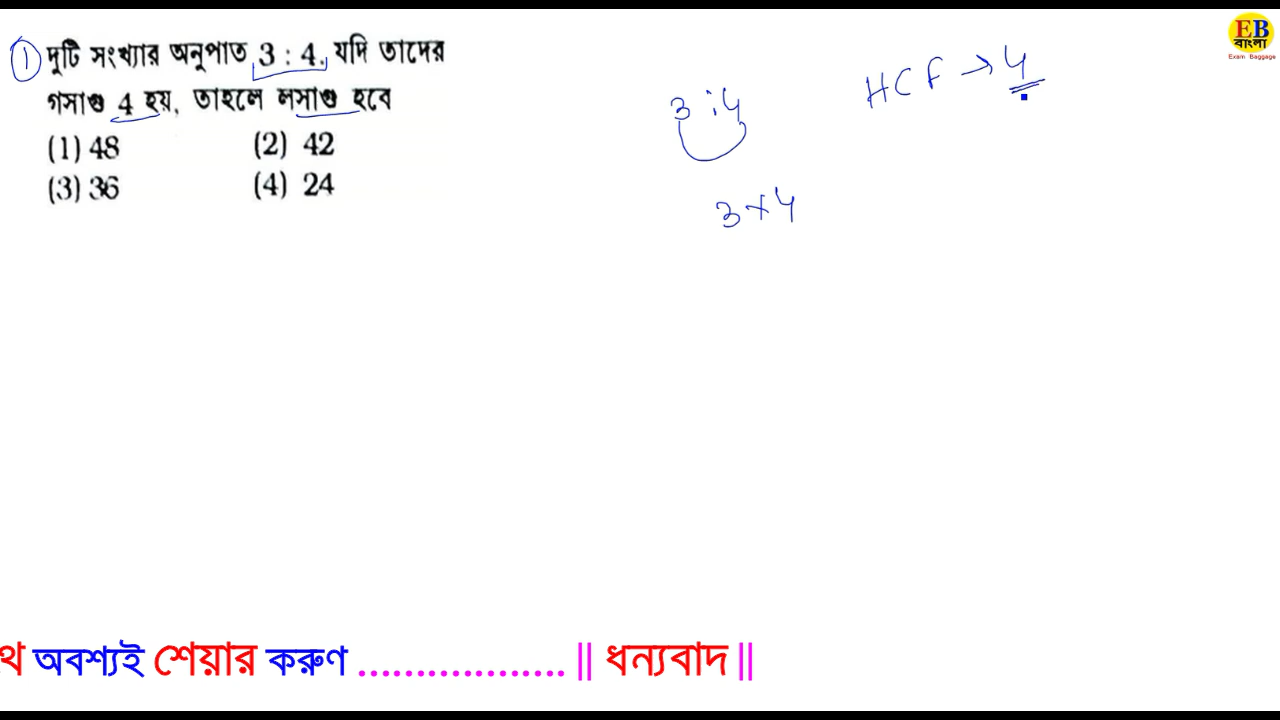 1 দুটি সংখ্যার অনুপাত 3 : 4. যদি তাদের
গসাগু 4 হয়, তাহলে লসাগু হবে
(1) 48 (2) 42
(3) 36 (4) 24
3 : 4
3 × 4
HCF → 4
EB
বাংলা
Exam Baggage
থ অবশ্যই শেয়ার করুণ .................. || ধন্যবাদ ||